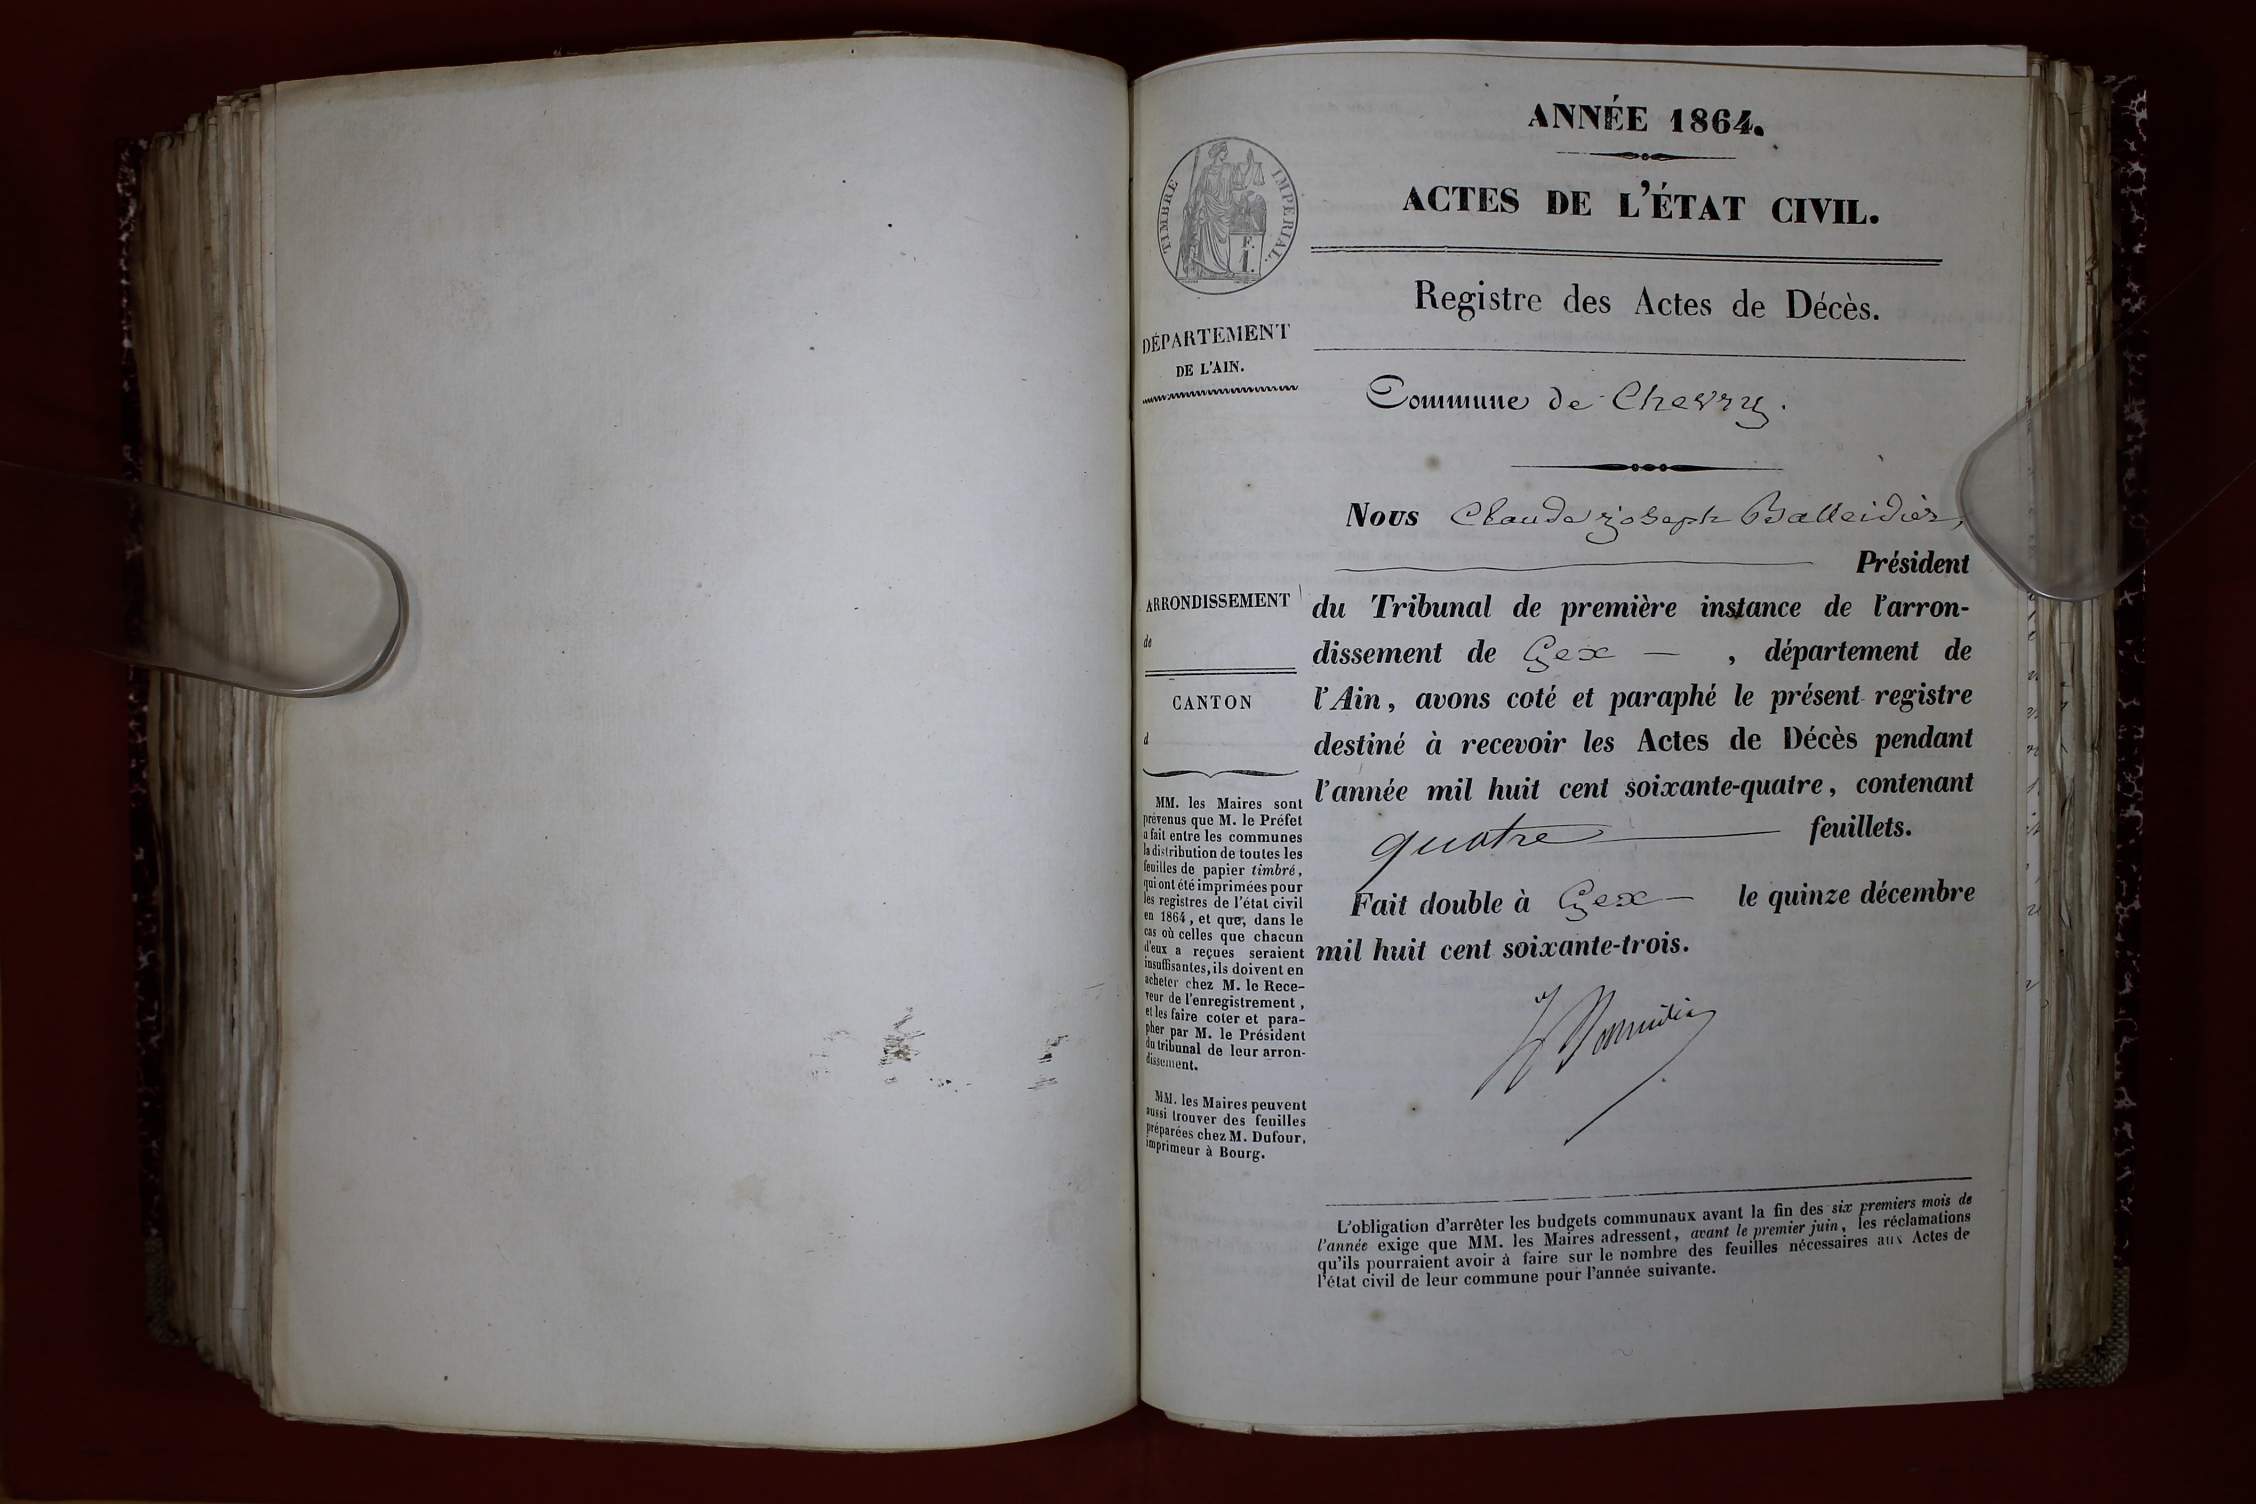 ANNÉE 1864.
ACTES DE L'ÉTAT CIVIL.
Registre des Actes de Décès.
TIMBRE IMPERIAL.
F.
1.
DÉPARTEMENT
DE L'AIN.
Commune de Chevry.
Nous Claude joseph Balleidier,
Président
du Tribunal de première instance de l'arron-
dissement de Gex — , département de
l'Ain, avons coté et paraphé le présent registre
destiné à recevoir les Actes de Décès pendant
l'année mil huit cent soixante-quatre, contenant
quatre feuillets.
Fait double à Gex — le quinze décembre
mil huit cent soixante-trois.
ARRONDISSEMENT
de
CANTON
d
MM. les Maires sont
prévenus que M. le Préfet
a fait entre les communes
la distribution de toutes les
feuilles de papier timbré,
qui ont été imprimées pour
les registres de l'état civil
en 1864, et que, dans le
cas où celles que chacun
d'eux a reçues seraient
insuffisantes, ils doivent en
acheter chez M. le Rece-
veur de l'enregistrement,
et les faire coter et para-
pher par M. le Président
du tribunal de leur arron-
dissement.
MM. les Maires peuvent
aussi trouver des feuilles
préparées chez M. Dufour,
imprimeur à Bourg.
L'obligation d'arrêter les budgets communaux avant la fin des six premiers mois de
l'année exige que MM. les Maires adressent, avant le premier juin, les réclamations
qu'ils pourraient avoir à faire sur le nombre des feuilles nécessaires aux Actes de
l'état civil de leur commune pour l'année suivante.